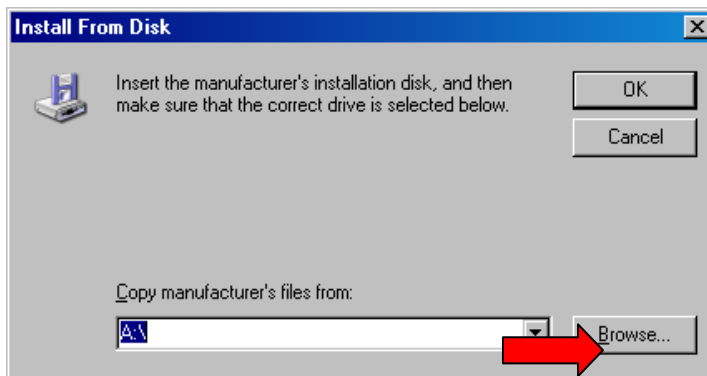 Install From Disk
Insert the manufacturer's installation disk, and then
make sure that the correct drive is selected below.
OK
Cancel
Copy manufacturer's files from:
A:\
Browse...